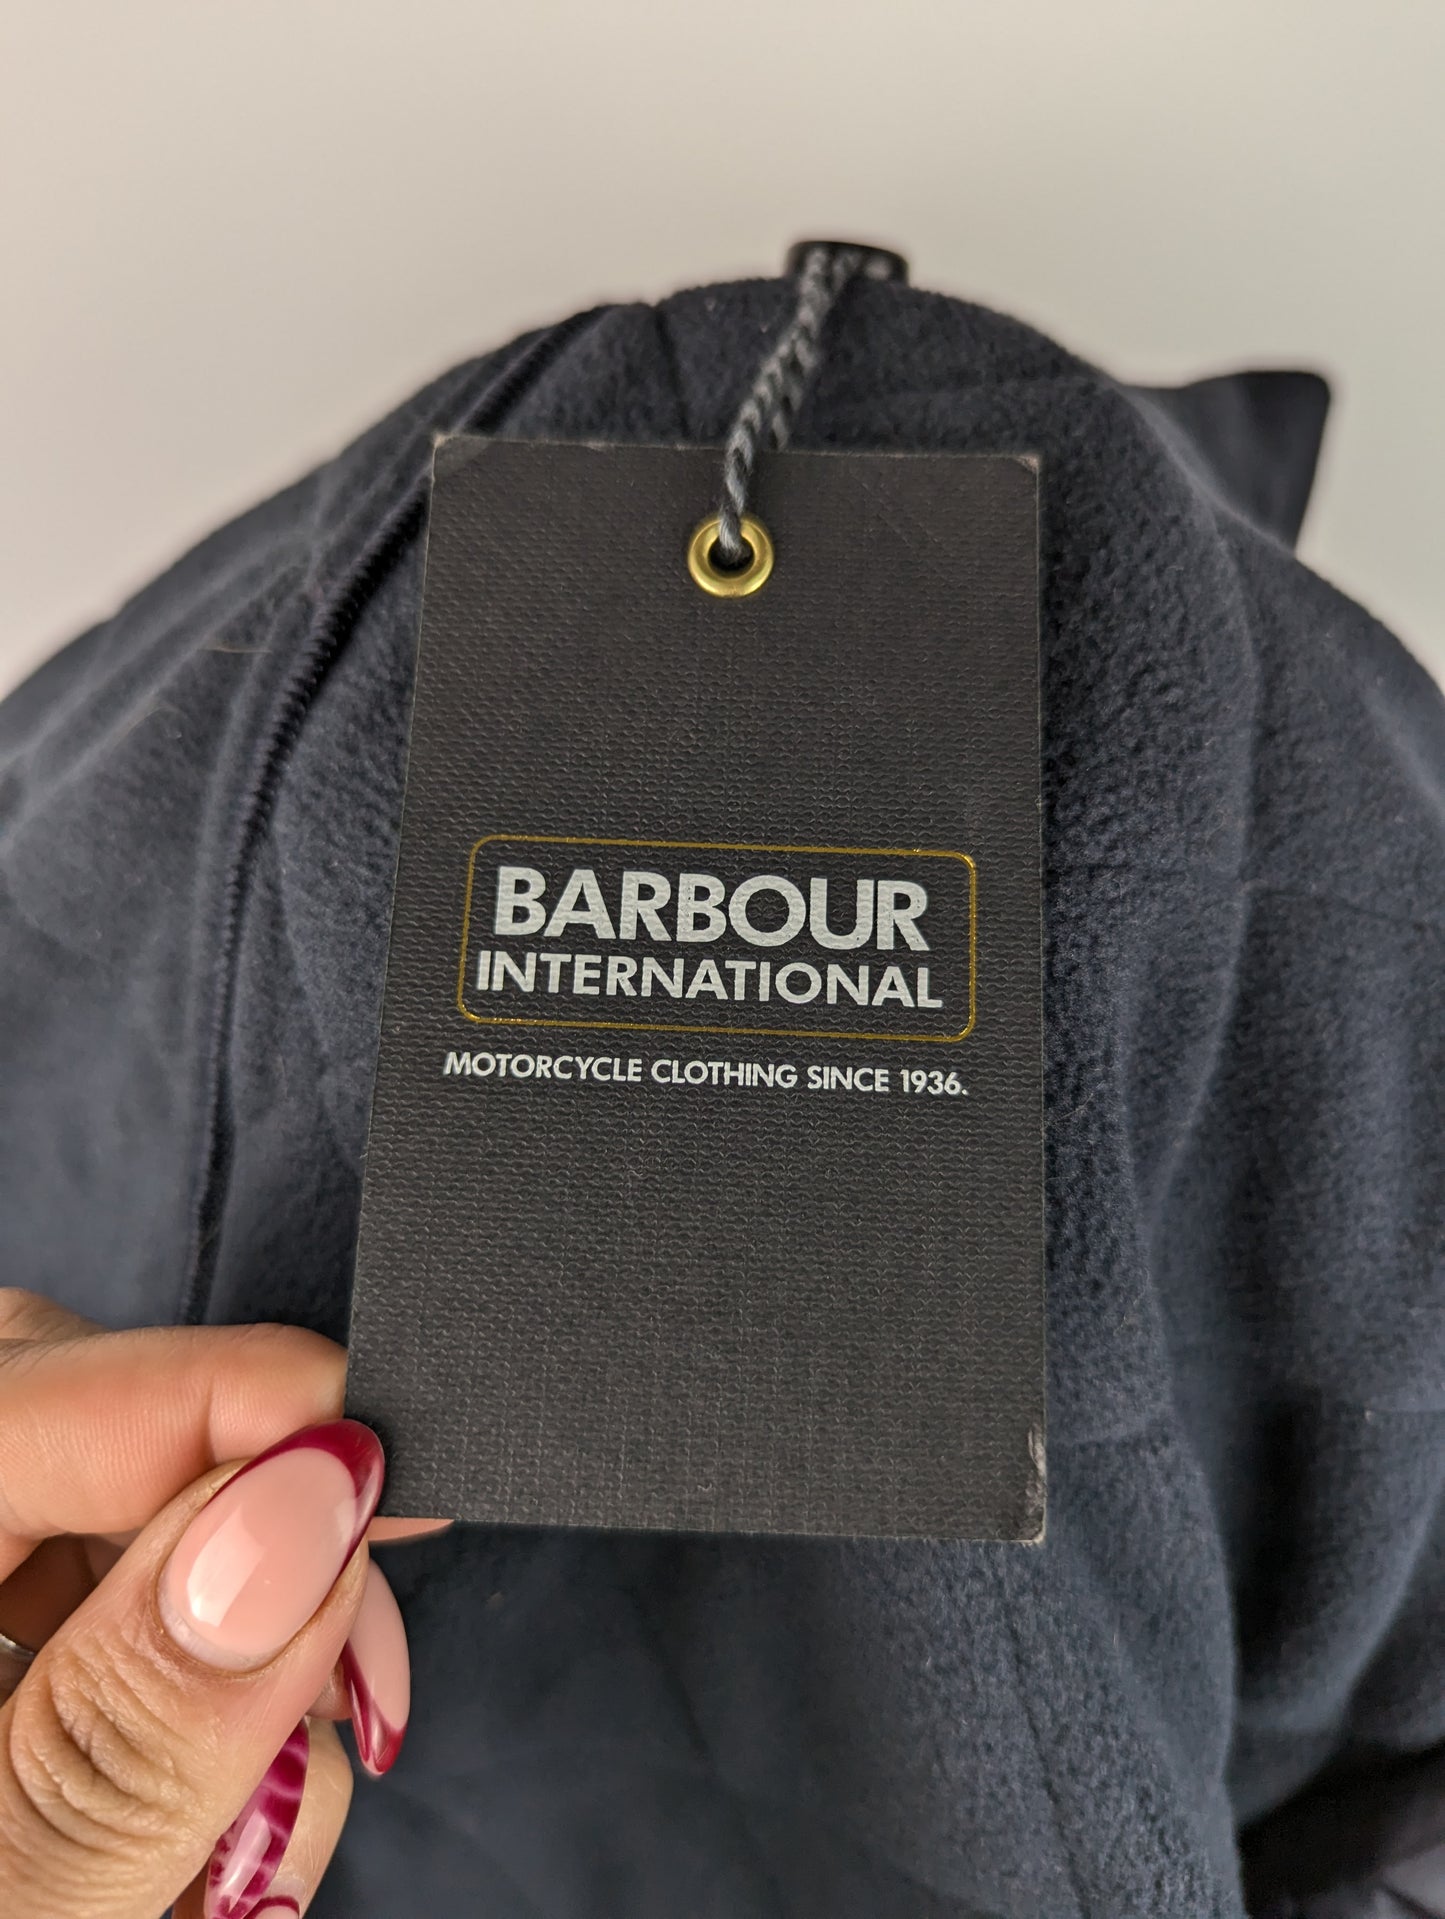 BARBOUR
INTERNATIONAL
MOTORCYCLE CLOTHING SINCE 1936.